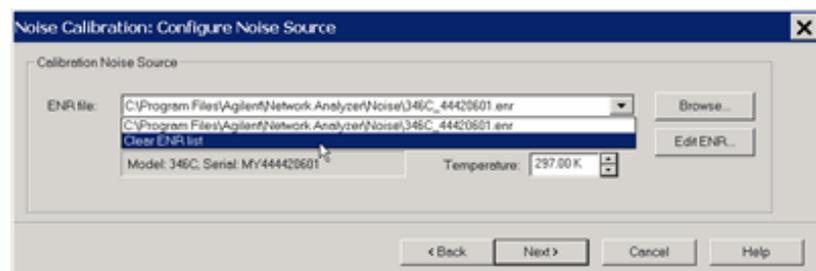 Noise Calibration: Configure Noise Source
Calibration Noise Source
ENR file:
C:\Program Files\Agilent\Network Analyzer\Noise\346C_44420601.enr
Browse...
C:\Program Files\Agilent\Network Analyzer\Noise\346C_44420601.enr
Clear ENR list
Edit ENR...
Model: 346C, Serial: MY444420601
Temperature:
297.00 K
< Back
Next >
Cancel
Help